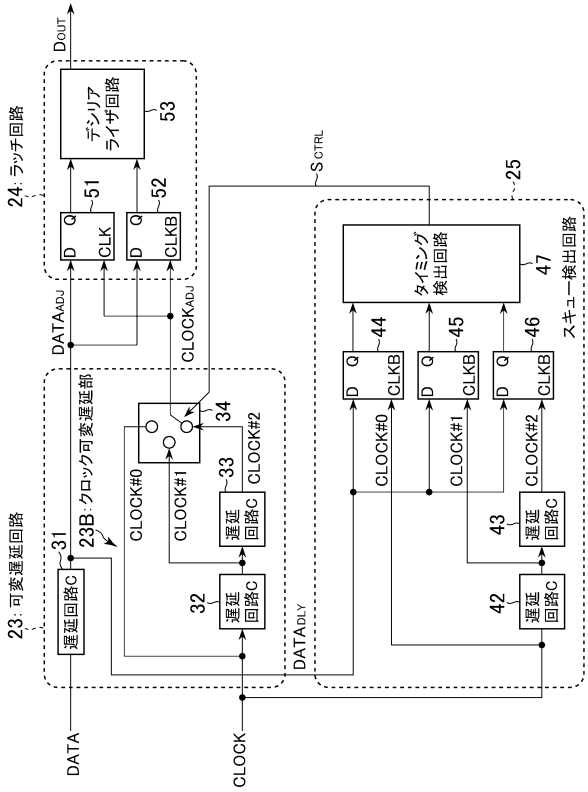 DATA
CLOCK
23:可変遅延回路
31
遅延回路C
23B:クロック可変遅延部
CLOCK#0
CLOCK#1
32
遅延
回路C
33
遅延
回路C
CLOCK#2
34
DATAADJ
CLOCKADJ
24:ラッチ回路
D Q
CLK
51
D Q
CLKB
52
デシリア
ライザ回路
53
DOUT
DATADLY
SCTRL
CLOCK#0
CLOCK#1
CLOCK#2
42
遅延
回路C
43
遅延
回路C
D Q
CLKB
44
D Q
CLKB
45
D Q
CLKB
46
タイミング
検出回路
47
スキュー検出回路
25